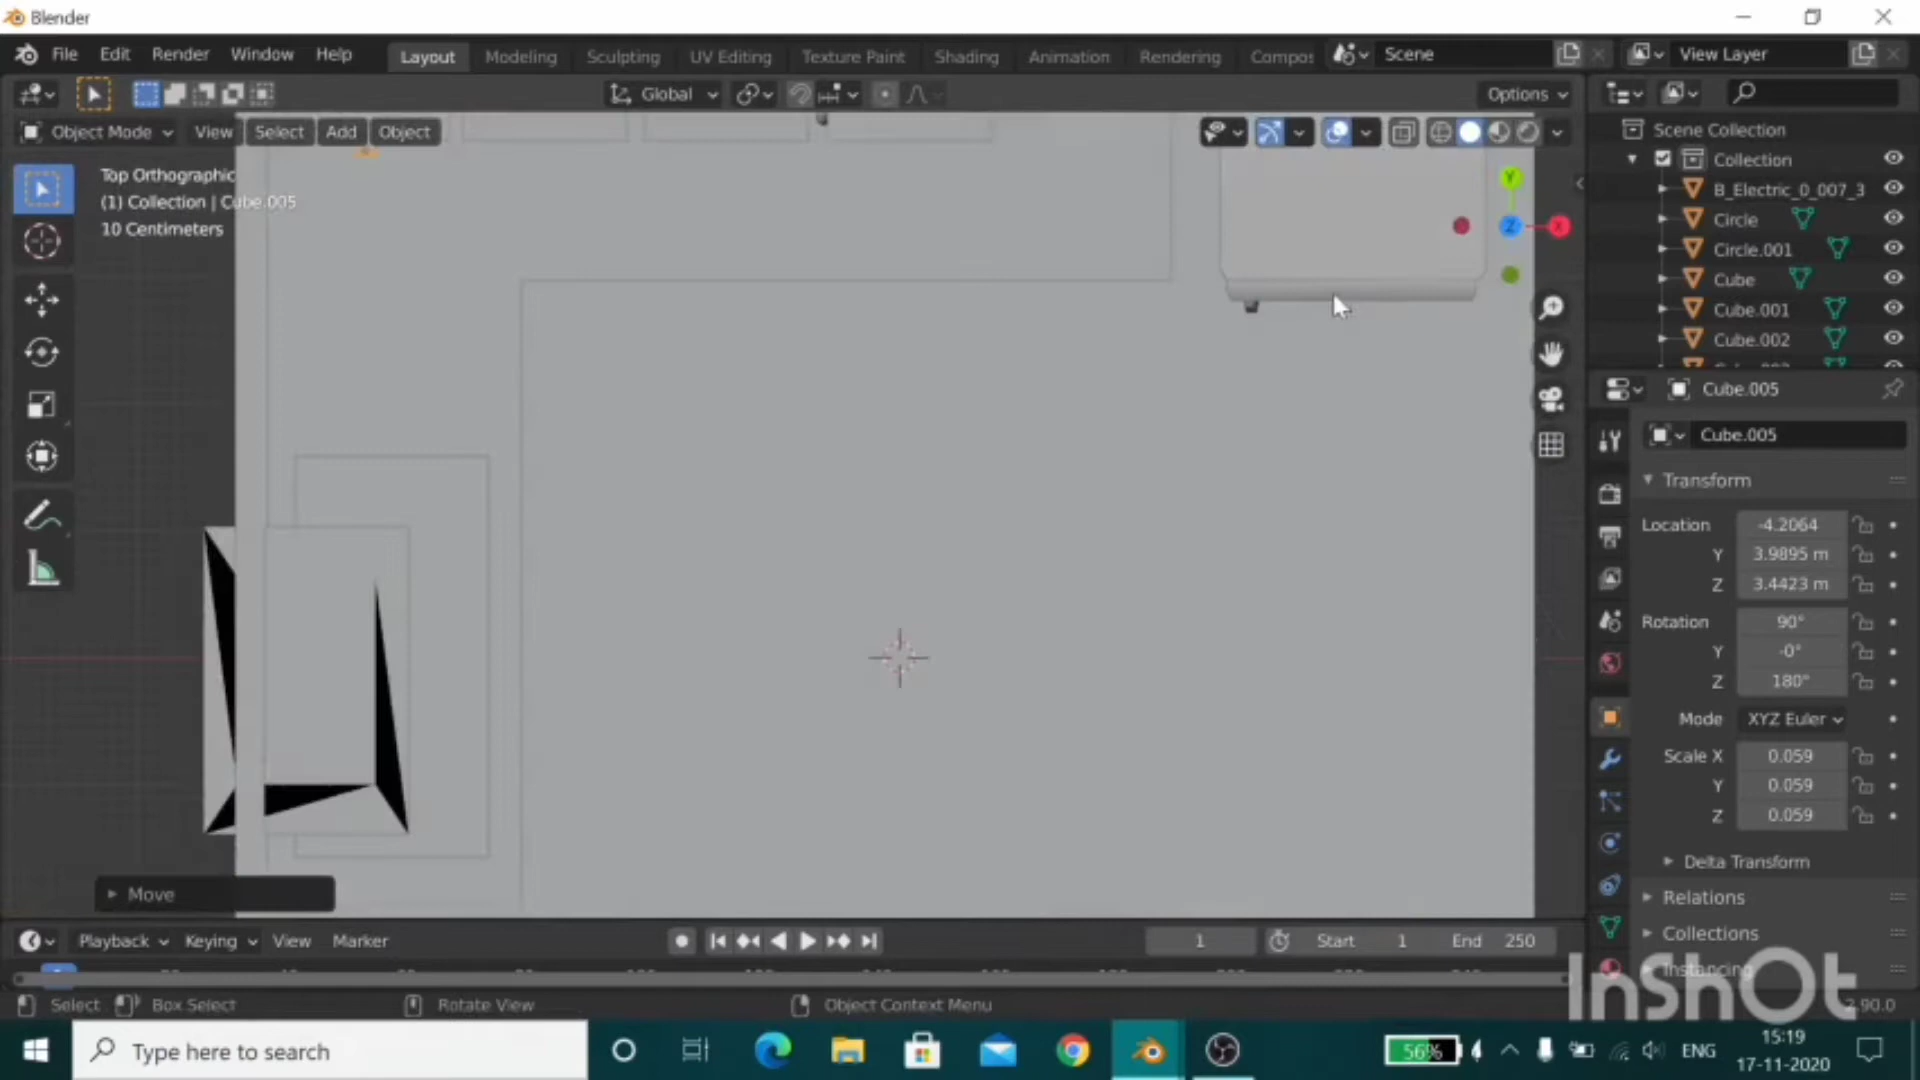 Blender
File Edit Render Window Help
Layout Modeling Sculpting UV Editing Texture Paint Shading Animation Rendering Compos
Scene
View Layer
Global
Options
Object Mode View Select Add Object
Top Orthographic
(1) Collection | Cube.005
10 Centimeters
Y
Z
X
Scene Collection
Collection
B_Electric_0_007_3
Circle
Circle.001
Cube
Cube.001
Cube.002
Cube.005
Cube.005
Transform
Location -4.2064
Y 3.9895 m
Z 3.4423 m
Rotation 90°
Y -0°
Z 180°
Mode XYZ Euler
Scale X 0.059
Y 0.059
Z 0.059
Delta Transform
Relations
Collections
Instancing
Move
Playback Keying View Marker
1
Start 1 End 250
Select Box Select Rotate View Object Context Menu
2.90.0
InShOt
Type here to search
56%
ENG
15:19
17-11-2020